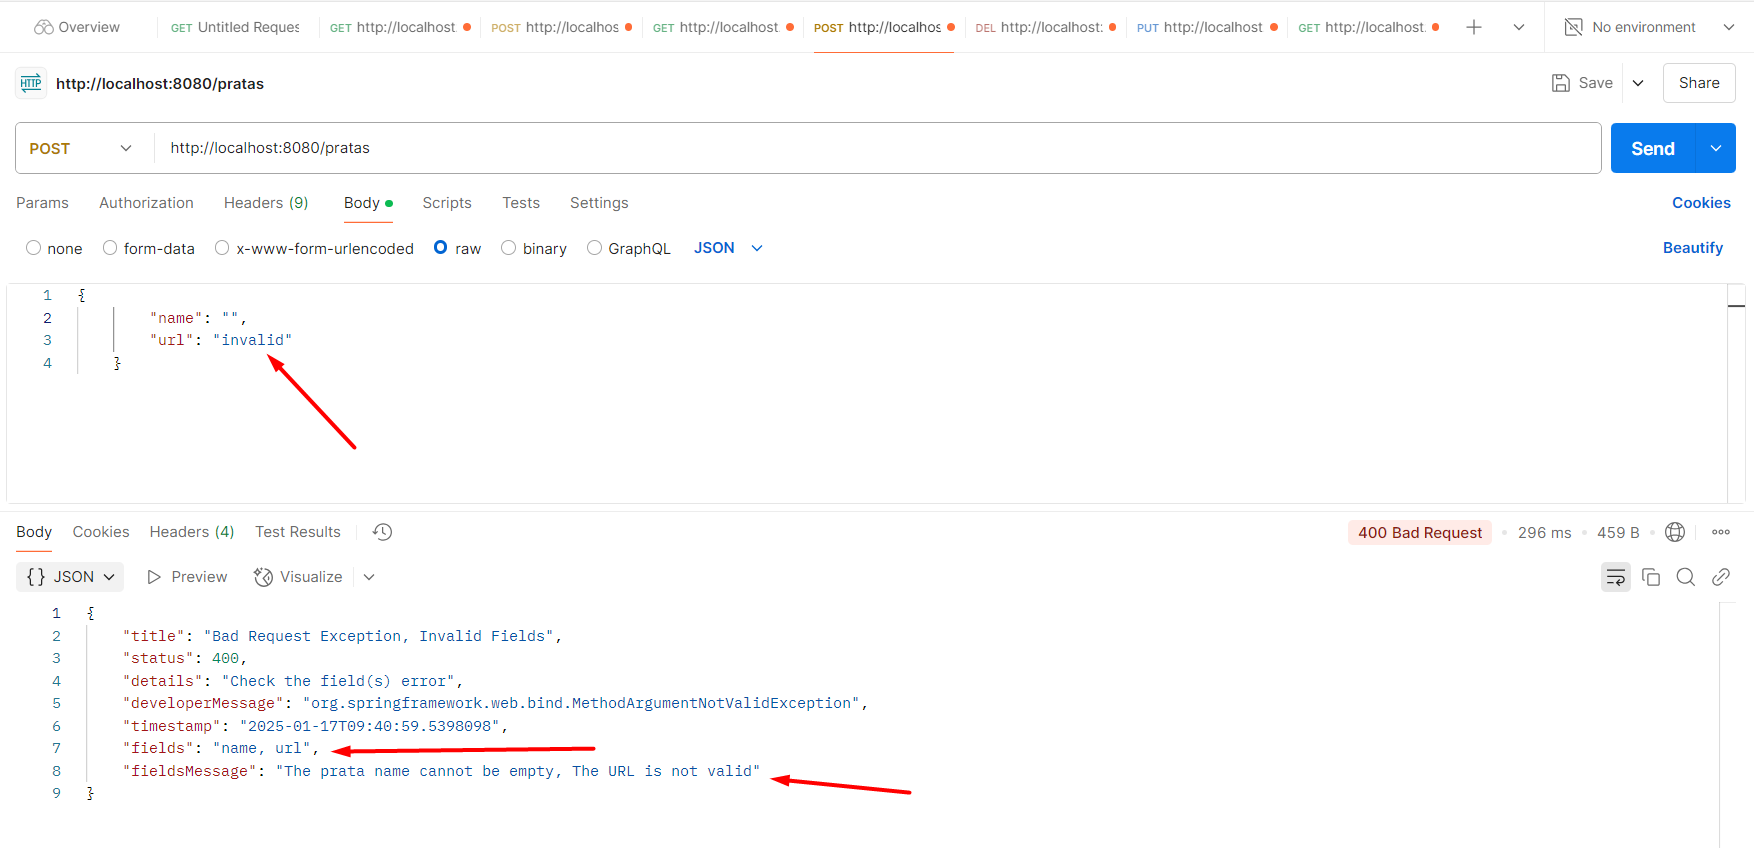 Overview GET Untitled Reques GET http://localhost. POST http://localhos GET http://localhost. POST http://localhos DEL http://localhost: PUT http://localhost GET http://localhost. No environment
HTTP http://localhost:8080/pratas Save Share
POST http://localhost:8080/pratas Send
Params Authorization Headers (9) Body Scripts Tests Settings Cookies
none form-data x-www-form-urlencoded raw binary GraphQL JSON Beautify
1 {
2 "name": "",
3 "url": "invalid"
4 }
Body Cookies Headers (4) Test Results 400 Bad Request 296 ms 459 B
{} JSON Preview Visualize
1 {
2 "title": "Bad Request Exception, Invalid Fields",
3 "status": 400,
4 "details": "Check the field(s) error",
5 "developerMessage": "org.springframework.web.bind.MethodArgumentNotValidException",
6 "timestamp": "2025-01-17T09:40:59.5398098",
7 "fields": "name, url",
8 "fieldsMessage": "The prata name cannot be empty, The URL is not valid"
9 }